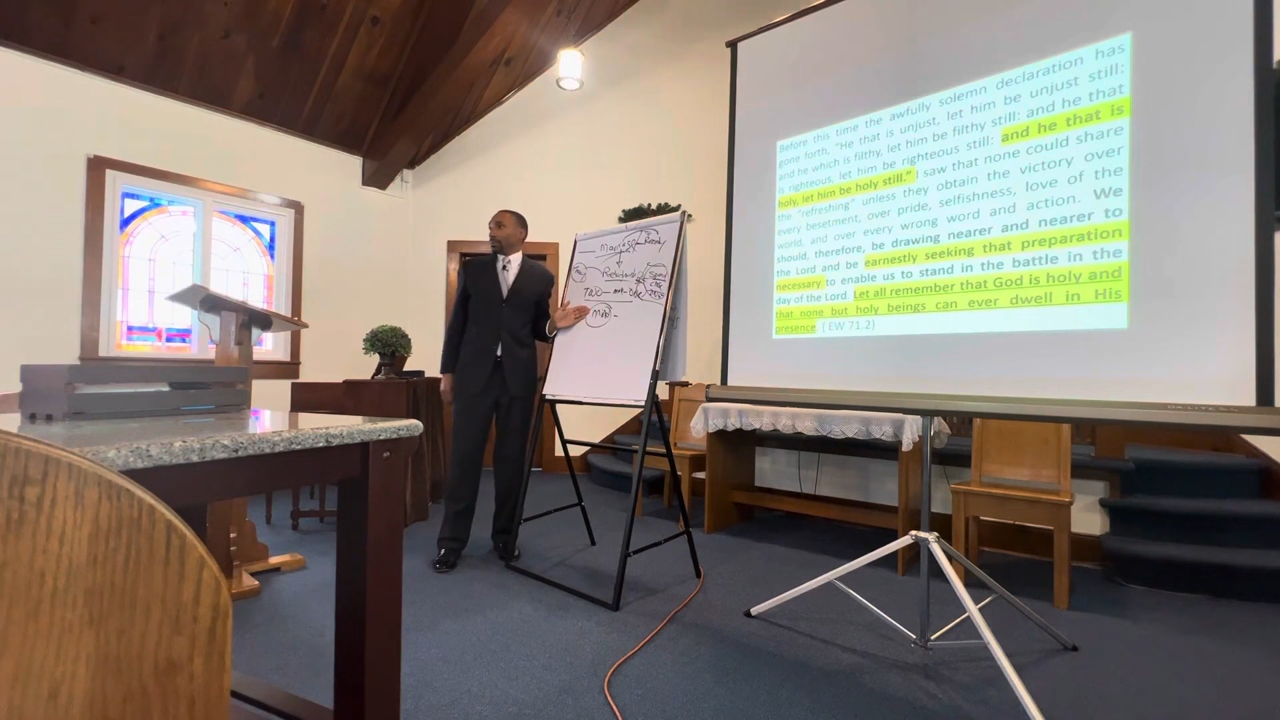 Before this time the awfully solemn declaration has
gone forth, "He that is unjust, let him be unjust still:
and he which is filthy, let him be filthy still: and he that
is righteous, let him be righteous still: and he that is
holy, let him be holy still." I saw that none could share
the "refreshing" unless they obtain the victory over
every besetment, over pride, selfishness, love of the
world, and over every wrong word and action. We
should, therefore, be drawing nearer and nearer to
the Lord and be earnestly seeking that preparation
necessary to enable us to stand in the battle in the
day of the Lord. Let all remember that God is holy and
that none but holy beings can ever dwell in His
presence. ( EW 71.2)
Relationship
TWO
DA-LITE